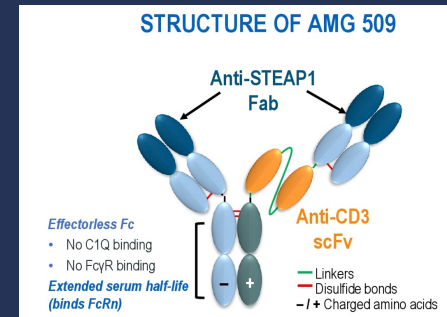 STRUCTURE OF AMG 509
Anti-STEAP1
Fab
Effectorless Fc
• No C1Q binding
• No FcγR binding
Extended serum half-life
(binds FcRn)
Anti-CD3
scFv
– +
Linkers
Disulfide bonds
– / + Charged amino acids